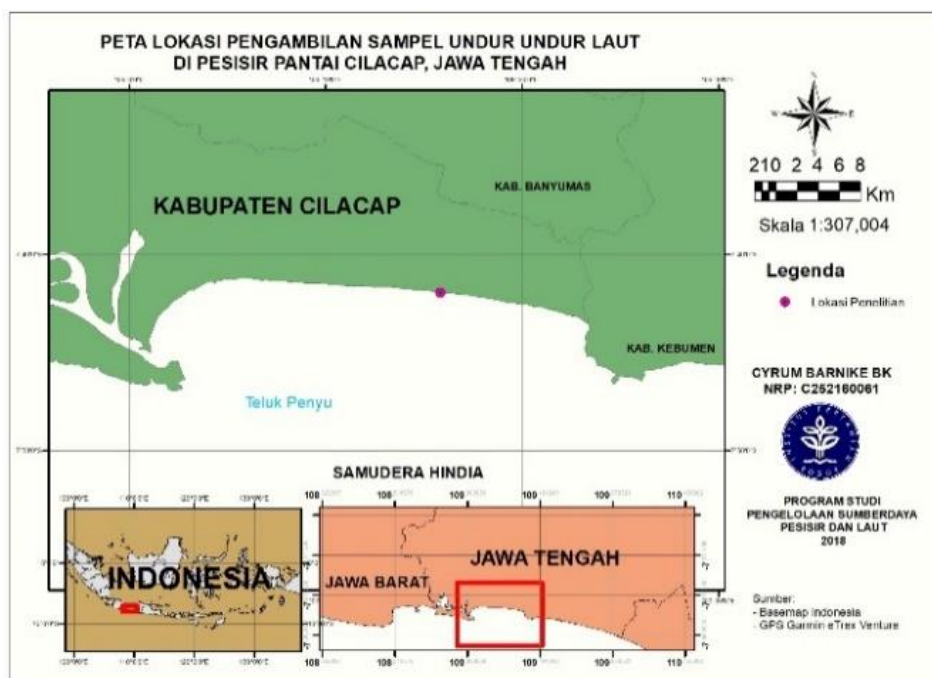 PETA LOKASI PENGAMBILAN SAMPEL UNDUR UNDUR LAUT
DI PESISIR PANTAI CILACAP, JAWA TENGAH
KABUPATEN CILACAP
KAB. BANYUMAS
KAB. KEBUMEN
Teluk Penyu
SAMUDERA HINDIA
W E
S
210 2 4 6 8
Km
Skala 1:307,004
Legenda
Lokasi Penelitian
CYRUM BARNIKE BK
NRP: C252160061
PROGRAM STUDI
PENGELOLAAN SUMBERDAYA
PESISIR DAN LAUT
2018
Sumber:
- Basemap Indonesia
- GPS Garmin eTrex Venture
INDONESIA
JAWA TENGAH
JAWA BARAT